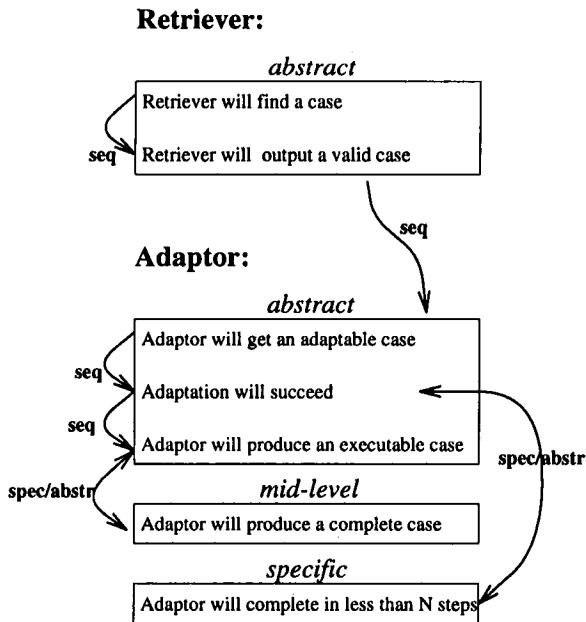 Retriever:
abstract
Retriever will find a case
seq
Retriever will output a valid case
seq
Adaptor:
abstract
Adaptor will get an adaptable case
seq
Adaptation will succeed
seq
Adaptor will produce an executable case
spec/abstr
spec/abstr
mid-level
Adaptor will produce a complete case
specific
Adaptor will complete in less than N steps